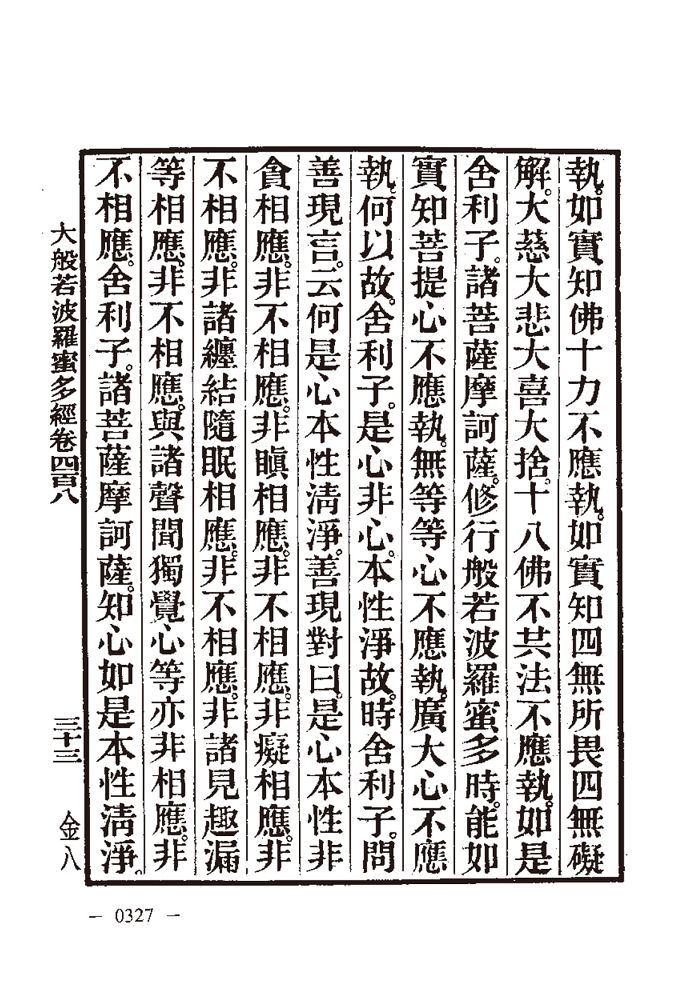 執。如實知佛十力不應執。如實知四無所畏四無礙
解。大慈大悲大喜大捨。十八佛不共法不應執。如是
舍利子。諸菩薩摩訶薩。修行般若波羅蜜多時。能如
實知菩提心不應執。無等等心不應執。廣大心不應
執。何以故。舍利子。是心非心。本性淨故。時舍利子。問
善現言。云何是心本性清淨。善現對曰。是心本性非
貪相應。非不相應。非瞋相應。非不相應。非癡相應。非
不相應。非諸纏結隨眠相應。非不相應。非諸見趣漏
等相應。非不相應。與諸聲聞獨覺心等亦非相應。非
不相應。舍利子。諸菩薩摩訶薩。知心如是本性清淨。
大般若波羅蜜多經卷四百八 三十三 金八
— 0327 —